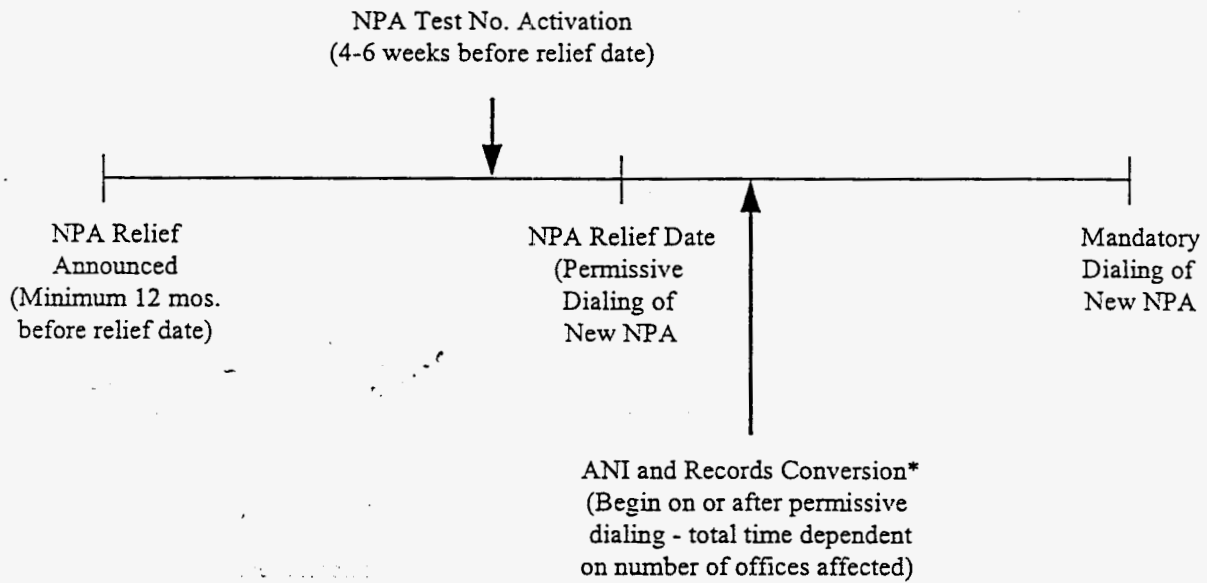 NPA Test No. Activation
(4-6 weeks before relief date)
NPA Relief
Announced
(Minimum 12 mos.
before relief date)
NPA Relief Date
(Permissive
Dialing of
New NPA
Mandatory
Dialing of
New NPA
ANI and Records Conversion*
(Begin on or after permissive
dialing - total time dependent
on number of offices affected)